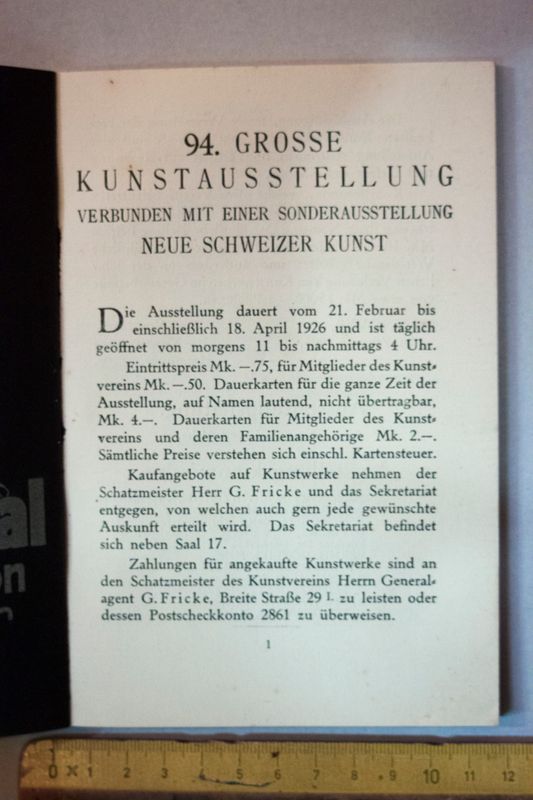 94. GROSSE
KUNSTAUSSTELLUNG
VERBUNDEN MIT EINER SONDERAUSSTELLUNG
NEUE SCHWEIZER KUNST
Die Ausstellung dauert vom 21. Februar bis
einschließlich 18. April 1926 und ist täglich
geöffnet von morgens 11 bis nachmittags 4 Uhr.
Eintrittspreis Mk. —.75, für Mitglieder des Kunst-
vereins Mk. —.50. Dauerkarten für die ganze Zeit der
Ausstellung, auf Namen lautend, nicht übertragbar,
Mk. 4.—. Dauerkarten für Mitglieder des Kunst-
vereins und deren Familienangehörige Mk. 2.—.
Sämtliche Preise verstehen sich einschl. Kartensteuer.
Kaufangebote auf Kunstwerke nehmen der
Schatzmeister Herr G. Fricke und das Sekretariat
entgegen, von welchen auch gern jede gewünschte
Auskunft erteilt wird. Das Sekretariat befindet
sich neben Saal 17.
Zahlungen für angekaufte Kunstwerke sind an
den Schatzmeister des Kunstvereins Herrn General-
agent G. Fricke, Breite Straße 29 I. zu leisten oder
dessen Postscheckkonto 2861 zu überweisen.
1
al
on
0 X 1 2 3 4 5 6 7 8 9 10 11 12